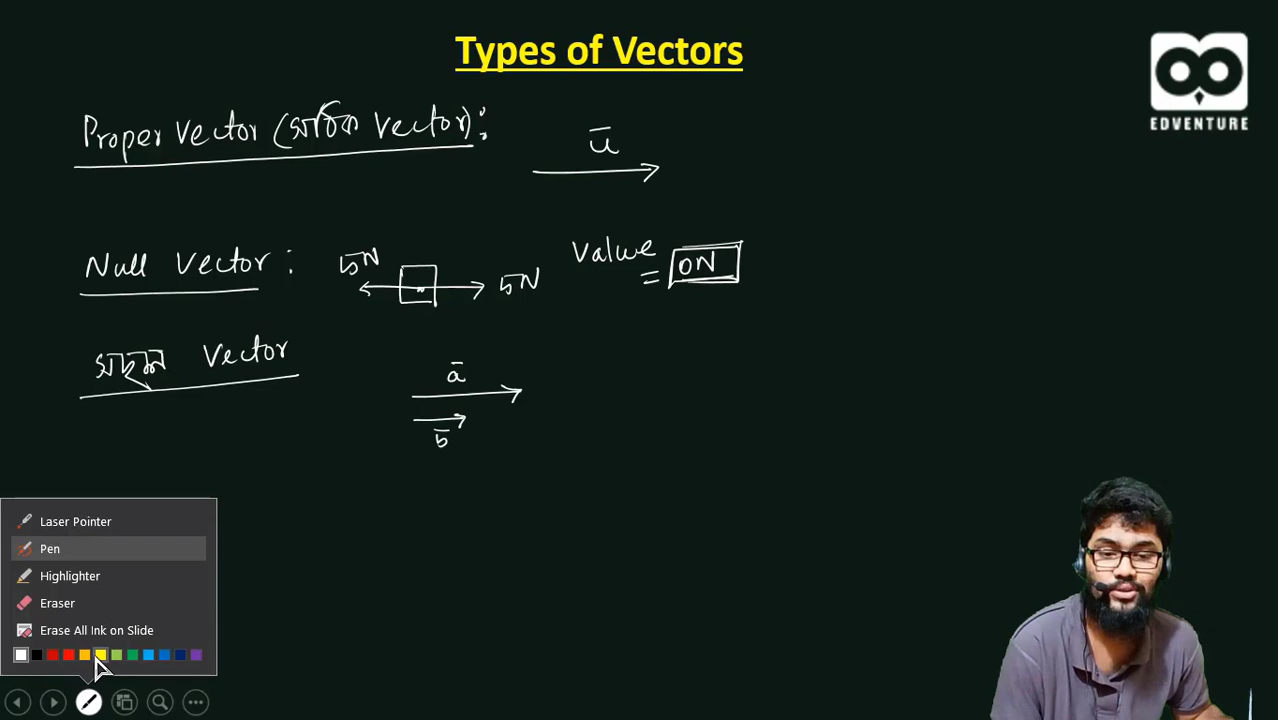 Types of Vectors
EDVENTURE
Proper Vector (সঠিক Vector):
u̅
Null Vector:
5N
5N
Value
= 0N
সদৃশ Vector
a̅
b̅
Laser Pointer
Pen
Highlighter
Eraser
Erase All Ink on Slide